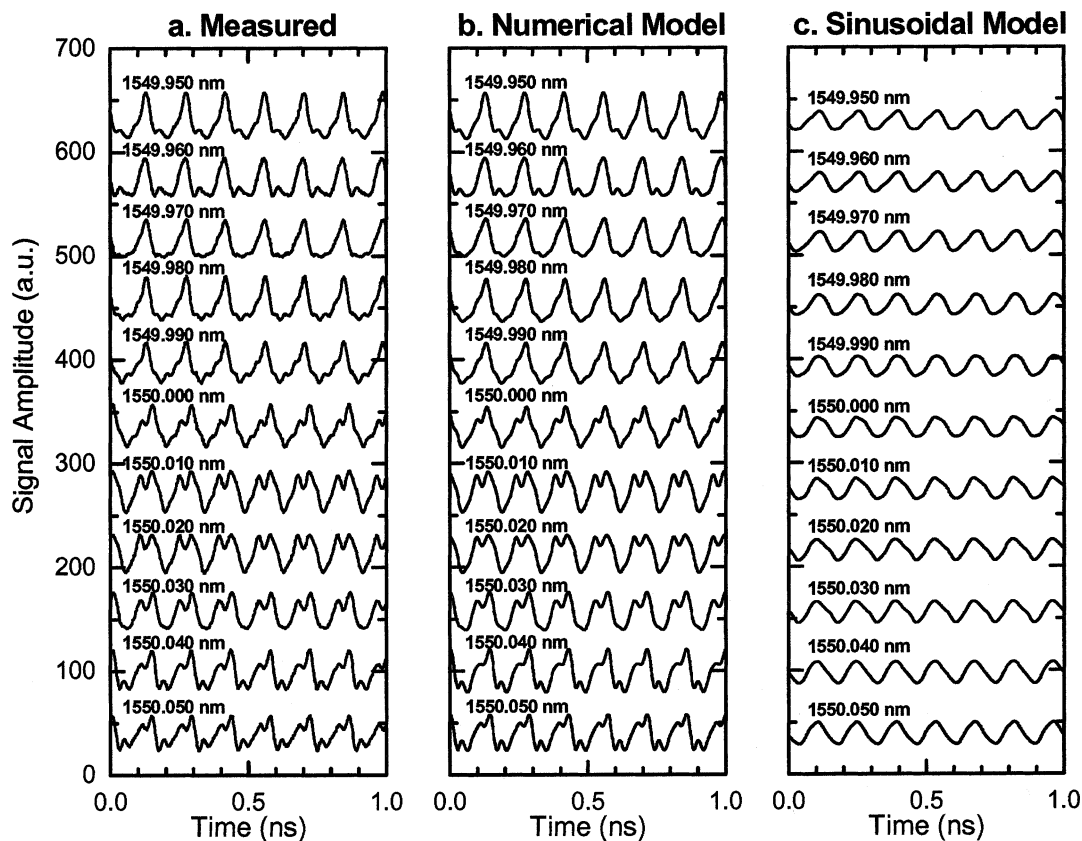 a. Measured
b. Numerical Model
c. Sinusoidal Model
Signal Amplitude (a.u.)
700
600
500
400
300
200
100
0
1549.950 nm
1549.960 nm
1549.970 nm
1549.980 nm
1549.990 nm
1550.000 nm
1550.010 nm
1550.020 nm
1550.030 nm
1550.040 nm
1550.050 nm
0.0 0.5 1.0
Time (ns)
1549.950 nm
1549.960 nm
1549.970 nm
1549.980 nm
1549.990 nm
1550.000 nm
1550.010 nm
1550.020 nm
1550.030 nm
1550.040 nm
1550.050 nm
0.0 0.5 1.0
Time (ns)
1549.950 nm
1549.960 nm
1549.970 nm
1549.980 nm
1549.990 nm
1550.000 nm
1550.010 nm
1550.020 nm
1550.030 nm
1550.040 nm
1550.050 nm
0.0 0.5 1.0
Time (ns)